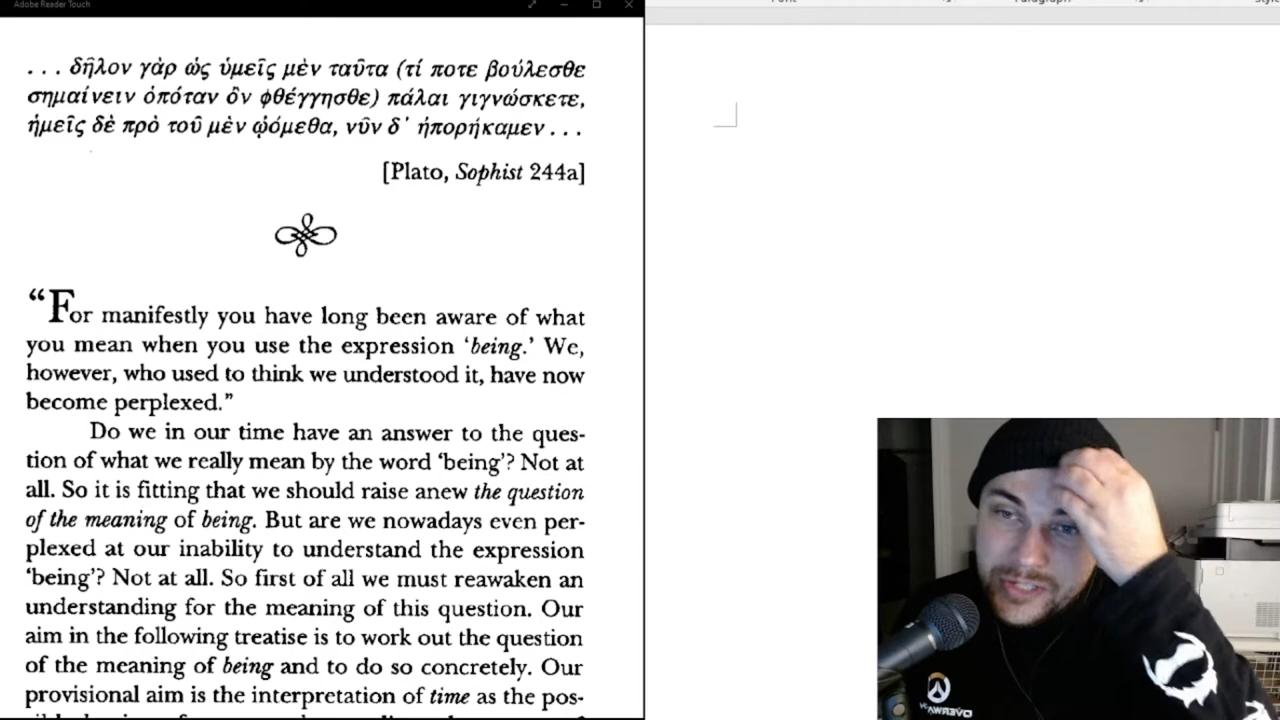 Adobe Reader Touch
. . . δῆλον γὰρ ὡς ὑμεῖς μὲν ταῦτα (τί ποτε βούλεσθε
σημαίνειν ὁπόταν ὂν φθέγγησθε) πάλαι γιγνώσκετε,
ἡμεῖς δὲ πρὸ τοῦ μὲν ᾠόμεθα, νῦν δ' ἠπορήκαμεν . . .
[Plato, Sophist 244a]
“For manifestly you have long been aware of what
you mean when you use the expression ‘being.’ We,
however, who used to think we understood it, have now
become perplexed.”
Do we in our time have an answer to the ques-
tion of what we really mean by the word ‘being’? Not at
all. So it is fitting that we should raise anew the question
of the meaning of being. But are we nowadays even per-
plexed at our inability to understand the expression
‘being’? Not at all. So first of all we must reawaken an
understanding for the meaning of this question. Our
aim in the following treatise is to work out the question
of the meaning of being and to do so concretely. Our
provisional aim is the interpretation of time as the pos-